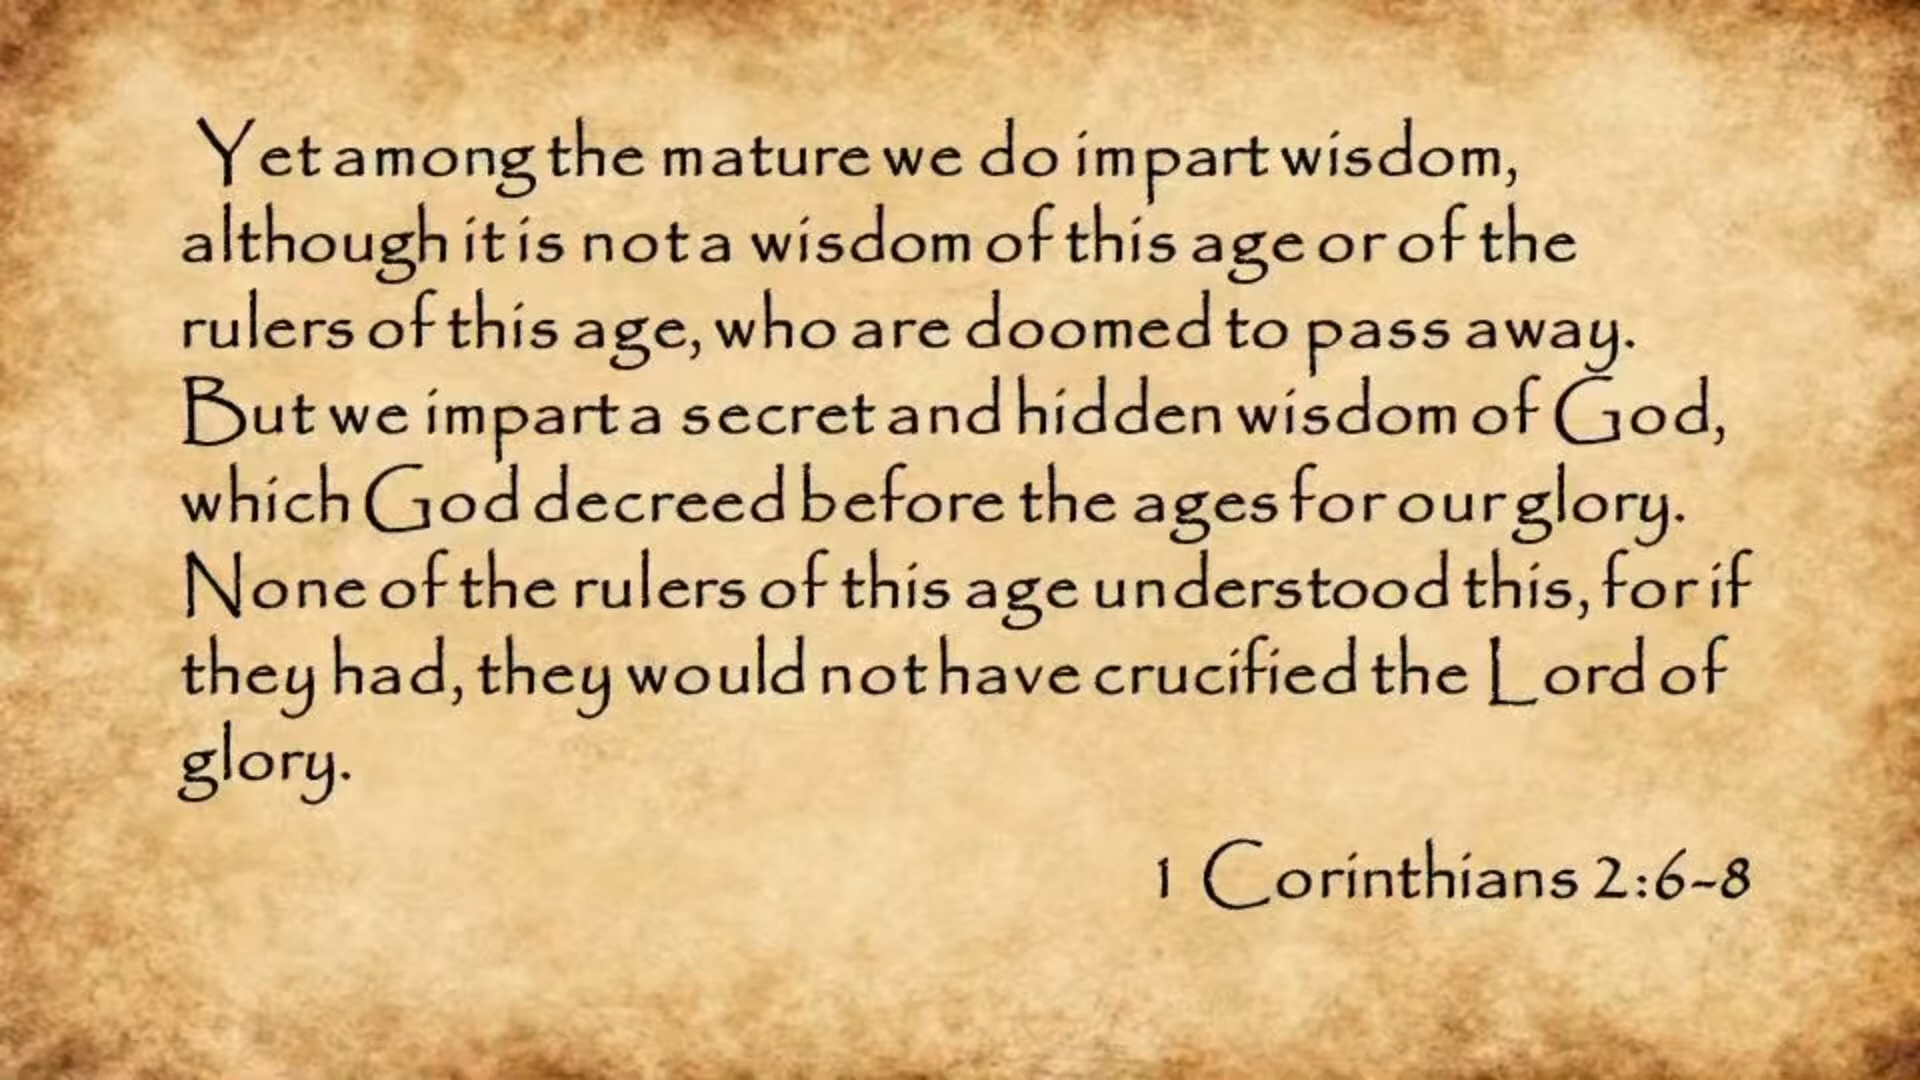 Yet among the mature we do impart wisdom,
although it is not a wisdom of this age or of the
rulers of this age, who are doomed to pass away.
But we impart a secret and hidden wisdom of God,
which God decreed before the ages for our glory.
None of the rulers of this age understood this, for if
they had, they would not have crucified the Lord of
glory.
1 Corinthians 2:6-8